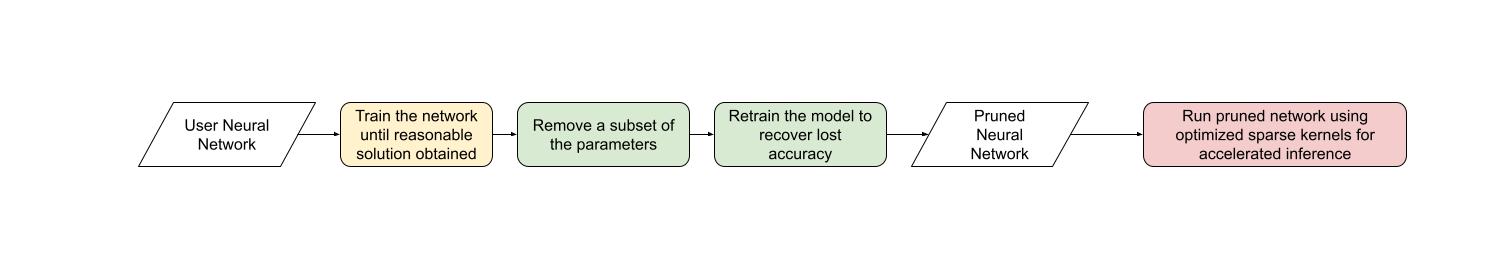 User Neural
Network
Train the network
until reasonable
solution obtained
Remove a subset of
the parameters
Retrain the model to
recover lost
accuracy
Pruned
Neural
Network
Run pruned network using
optimized sparse kernels for
accelerated inference